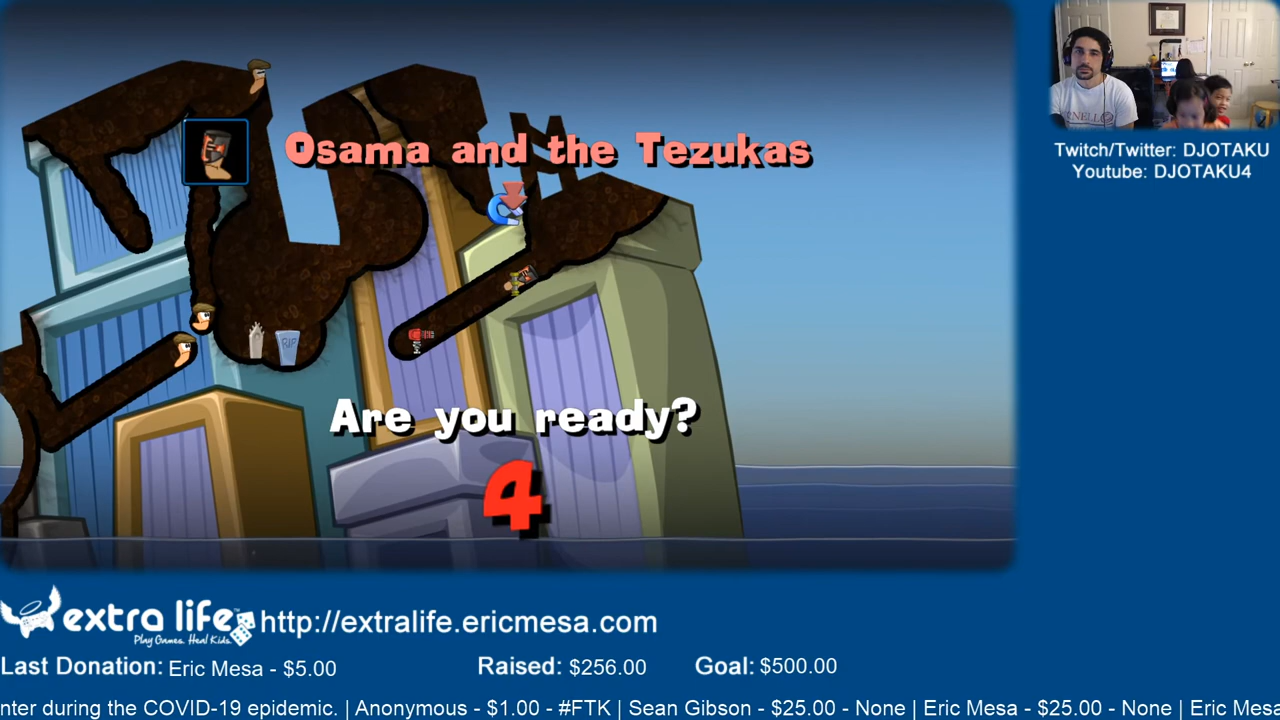 Osama and the Tezukas
RIP
Are you ready?
4
Twitch/Twitter: DJOTAKU
Youtube: DJOTAKU4
extra life
Play Games. Heal Kids.
http://extralife.ericmesa.com
Last Donation: Eric Mesa - $5.00
Raised: $256.00
Goal: $500.00
nter during the COVID-19 epidemic. | Anonymous - $1.00 - #FTK | Sean Gibson - $25.00 - None | Eric Mesa - $25.00 - None | Eric Mesa